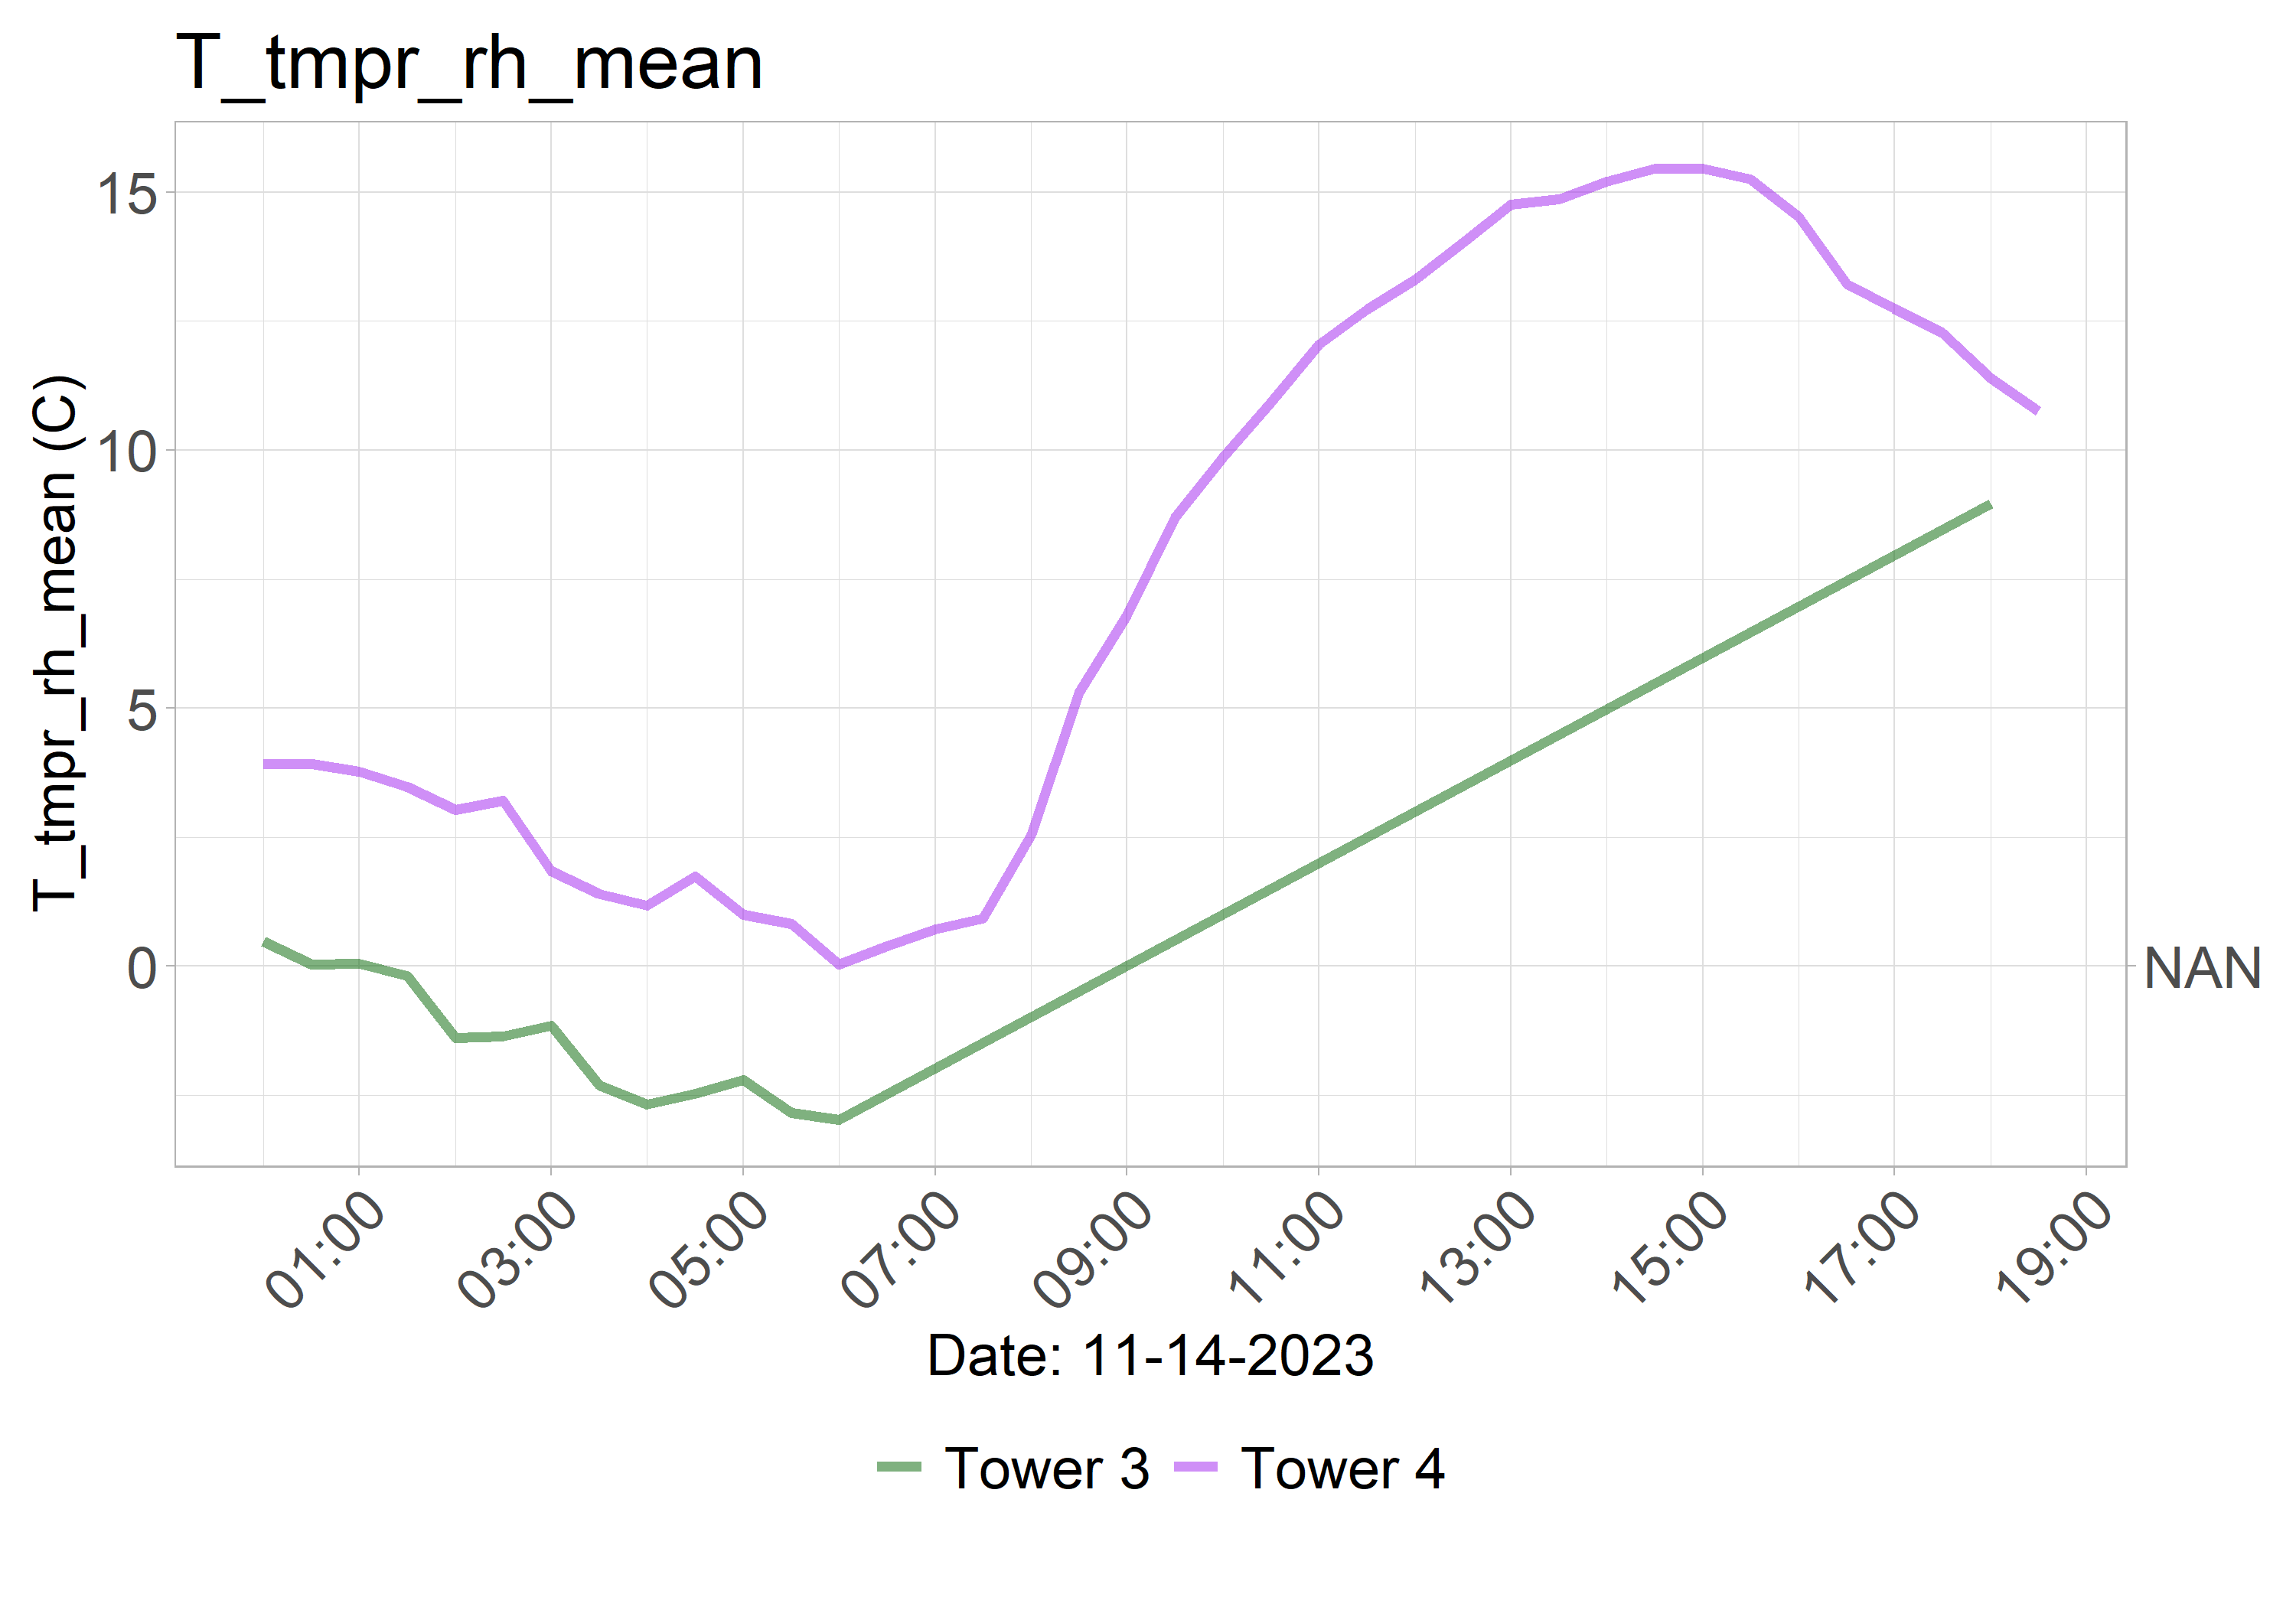 T_tmpr_rh_mean
T_tmpr_rh_mean (C)
15
10
5
0
NAN
01:00
03:00
05:00
07:00
09:00
11:00
13:00
15:00
17:00
19:00
Date: 11-14-2023
Tower 3
Tower 4